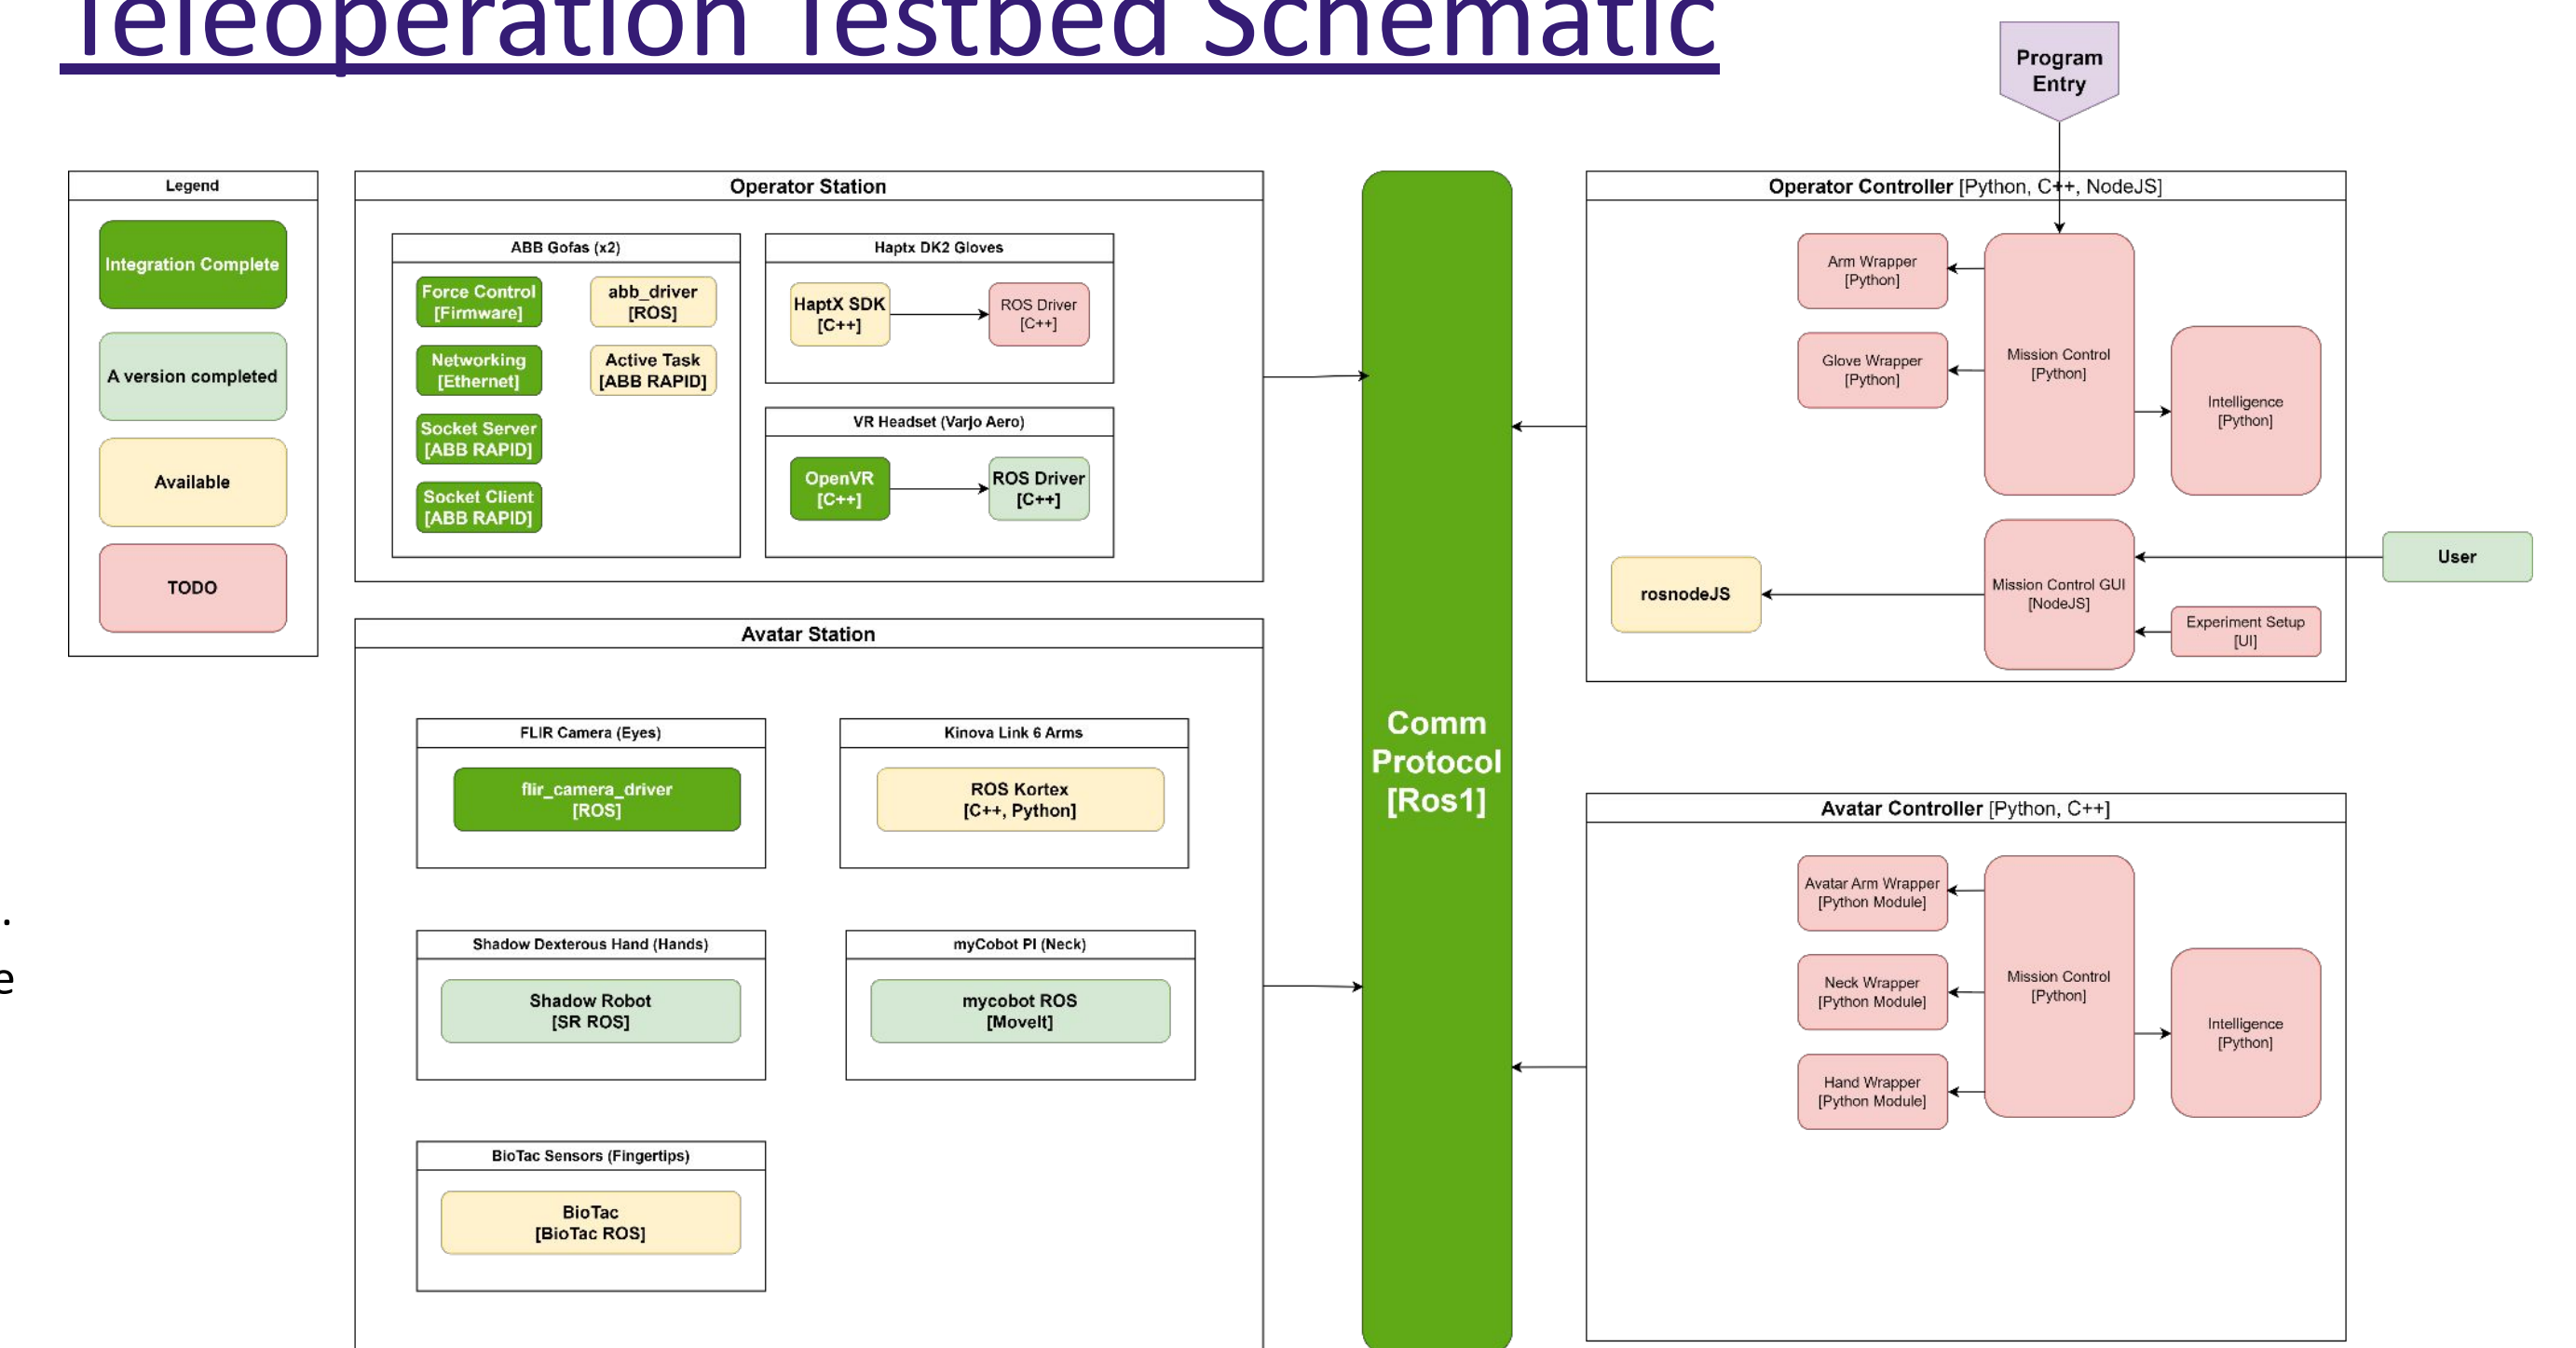 Teleoperation Testbed Schematic
Program
Entry
Legend
Integration Complete
A version completed
Available
TODO
Operator Station
ABB Gofas (x2)
Force Control
[Firmware]
abb_driver
[ROS]
Networking
[Ethernet]
Active Task
[ABB RAPID]
Socket Server
[ABB RAPID]
Socket Client
[ABB RAPID]
Haptx DK2 Gloves
HaptX SDK
[C++]
ROS Driver
[C++]
VR Headset (Varjo Aero)
OpenVR
[C++]
ROS Driver
[C++]
Avatar Station
FLIR Camera (Eyes)
flir_camera_driver
[ROS]
Kinova Link 6 Arms
ROS Kortex
[C++, Python]
Shadow Dexterous Hand (Hands)
Shadow Robot
[SR ROS]
myCobot PI (Neck)
mycobot ROS
[MoveIt]
BioTac Sensors (Fingertips)
BioTac
[BioTac ROS]
Comm
Protocol
[Ros1]
Operator Controller [Python, C++, NodeJS]
Arm Wrapper
[Python]
Glove Wrapper
[Python]
Mission Control
[Python]
Intelligence
[Python]
rosnodeJS
Mission Control GUI
[NodeJS]
Experiment Setup
[UI]
User
Avatar Controller [Python, C++]
Avatar Arm Wrapper
[Python Module]
Neck Wrapper
[Python Module]
Hand Wrapper
[Python Module]
Mission Control
[Python]
Intelligence
[Python]
.
e